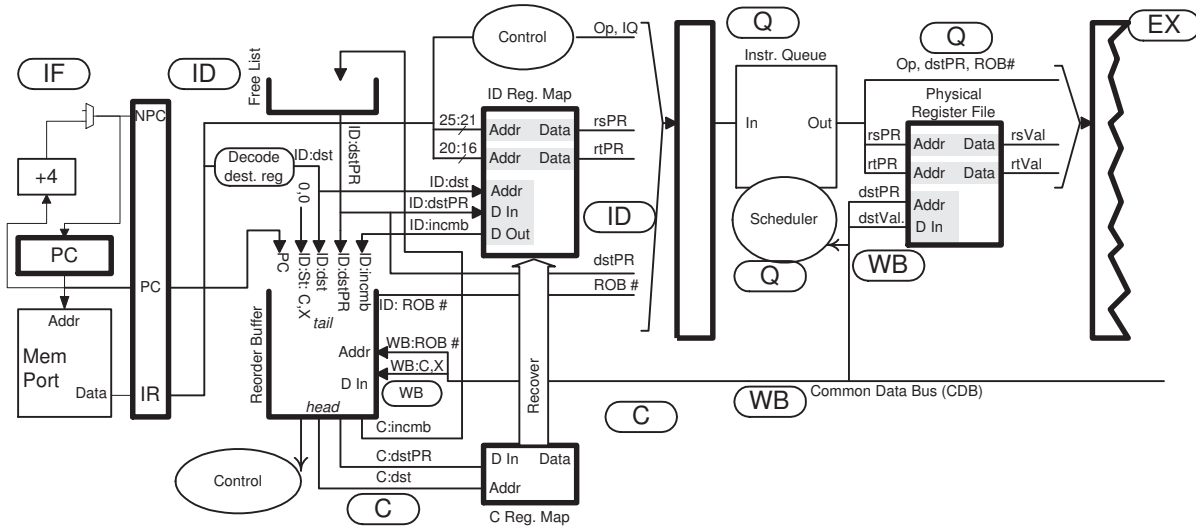 IF
ID
Free List
Control
Op, IQ
Q
Instr. Queue
Q
EX
Op, dstPR, ROB#
Physical
Register File
NPC
+4
PC
Addr
Mem
Port
Data
PC
IR
Decode
dest. reg
ID:dst
ID:dstPR
25:21
20:16
ID Reg. Map
Addr
Data
Addr
Data
Addr
D In
D Out
rsPR
rtPR
ID:dst
ID:dstPR
ID:incmb
ID
0,0
PC
ID:St: C,X
ID:dst
ID:dstPR
ID:incmb
dstPR
ROB #
ID: ROB #
Reorder Buffer
tail
Addr
D In
head
WB:ROB #
WB:C,X
WB
C:incmb
C:dstPR
C:dst
Control
C
Recover
D In
Data
Addr
C Reg. Map
C
In
Out
Scheduler
Q
rsPR
rtPR
dstPR
dstVal.
Addr
Data
Addr
Data
Addr
D In
rsVal
rtVal
WB
WB
Common Data Bus (CDB)